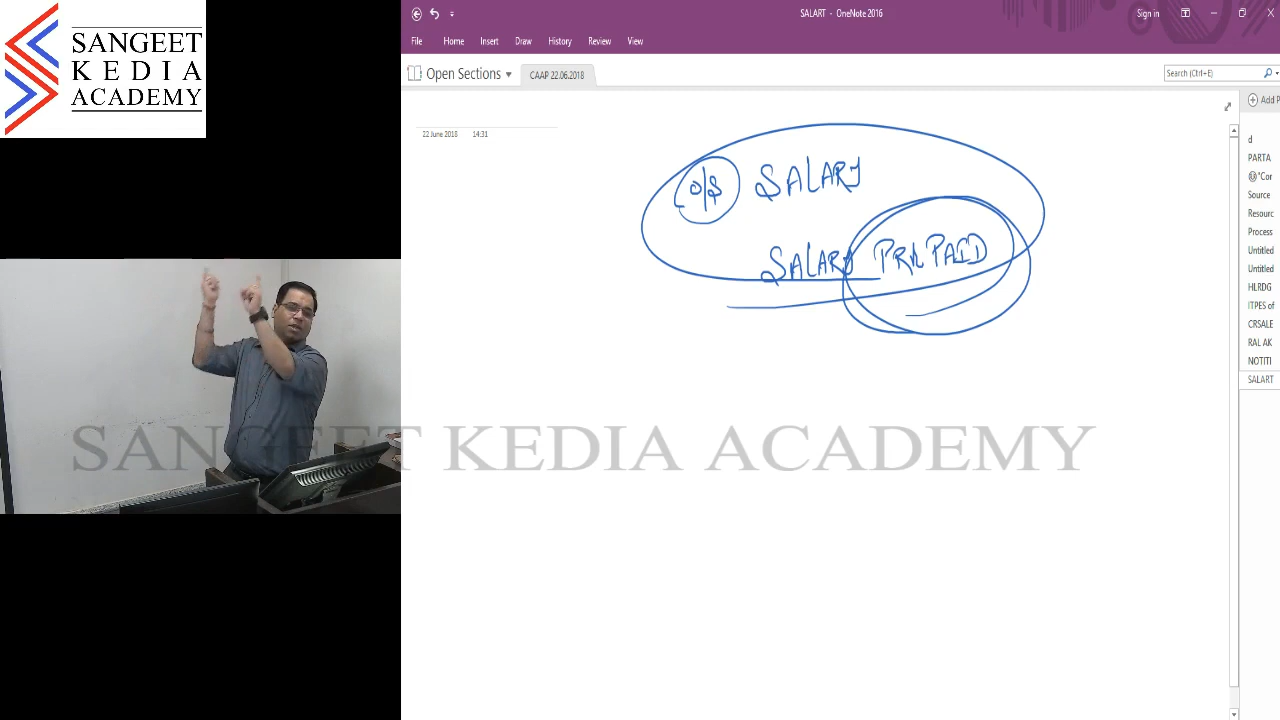 SANGEET
KEDIA
ACADEMY
SALART - OneNote 2016
Sign in
File Home Insert Draw History Review View
Open Sections
CAAP 22.06.2018
Search (Ctrl+E)
Add P
22 June 2018 14:31
O/S SALARY
SALARY PREPAID
d
PARTA
"Cor
Source
Resourc
Process
Untitled
Untitled
HLRDG
ITPES of
CRSALE
RAL AK
NOTITI
SALART
SANGEET KEDIA ACADEMY